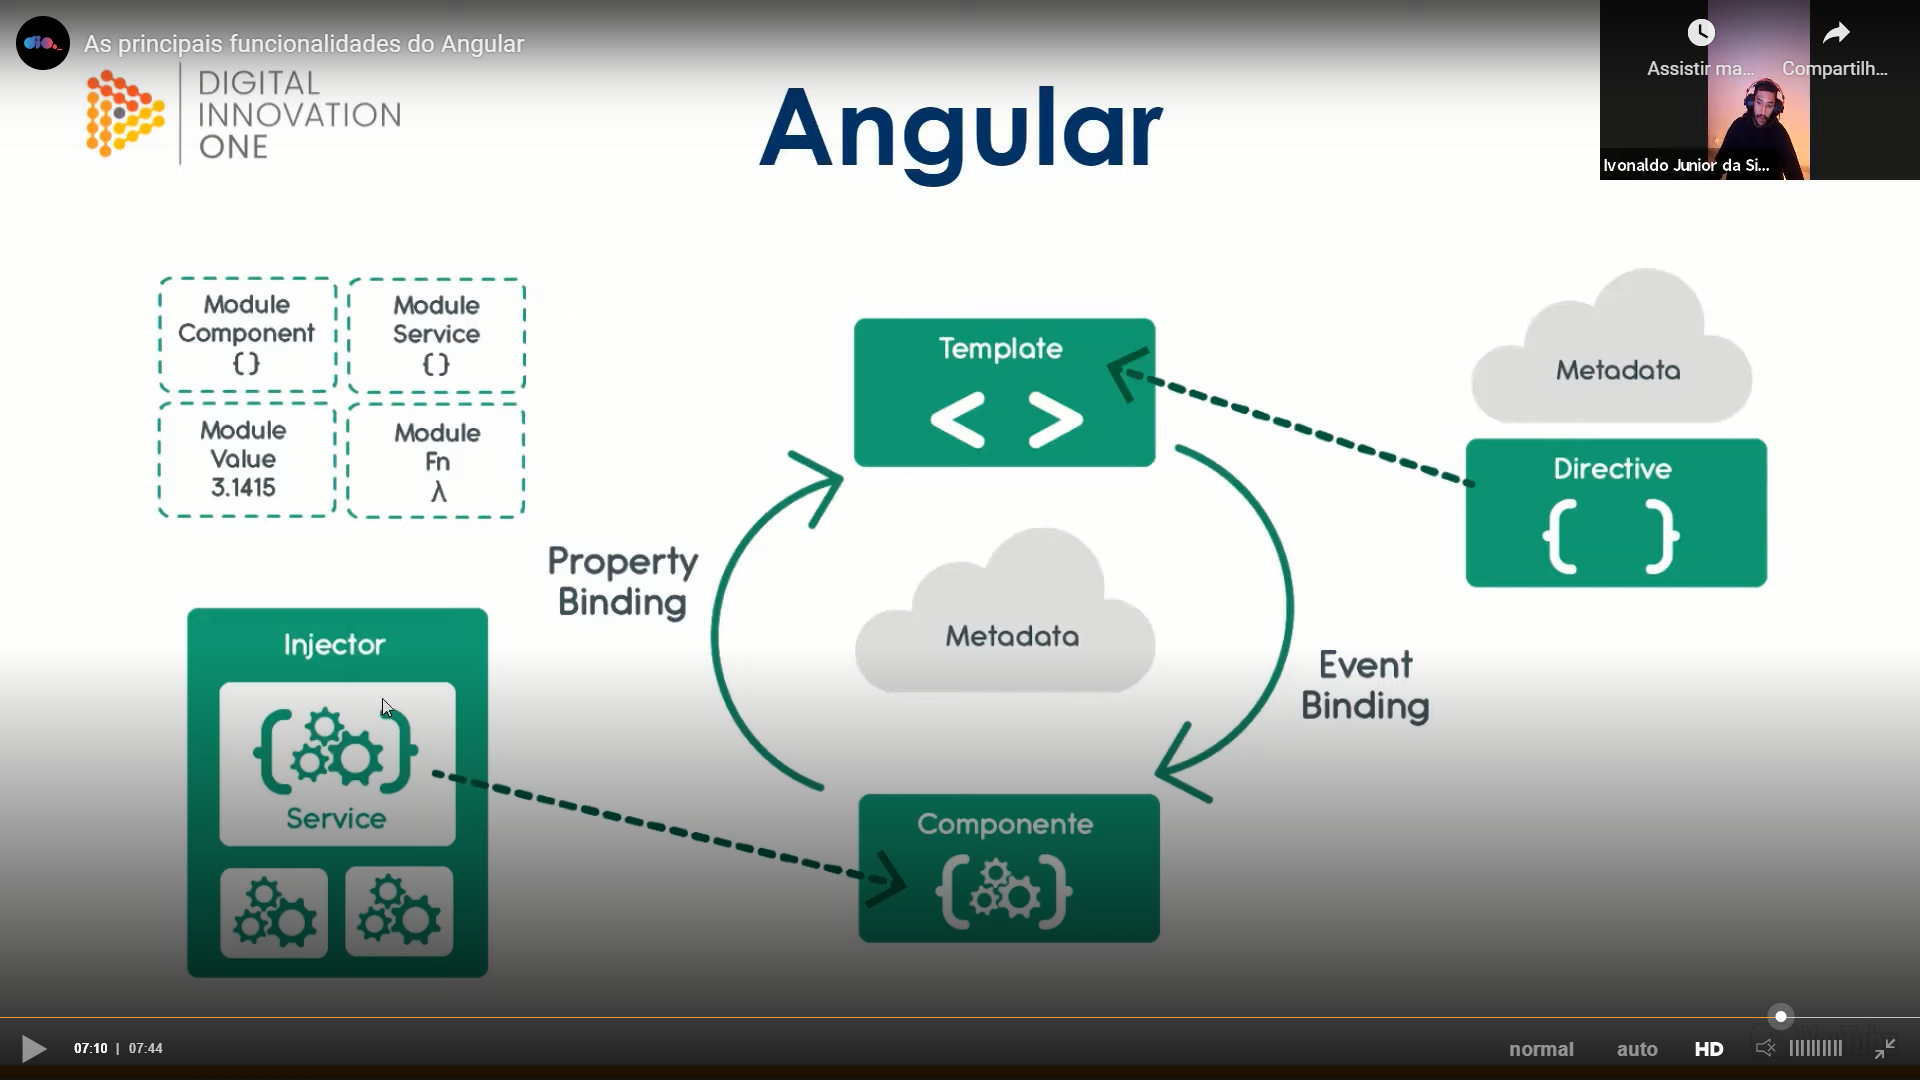 As principais funcionalidades do Angular
Assistir ma...
Compartilh...
DIGITAL
INNOVATION
ONE
Angular
Ivonaldo Junior da Si...
Module
Component
{}
Module
Service
{}
Module
Value
3.1415
Module
Fn
λ
Template
< >
Metadata
Directive
{ }
Property
Binding
Metadata
Event
Binding
Injector
Service
Componente
07:10 | 07:44
normal
auto
HD